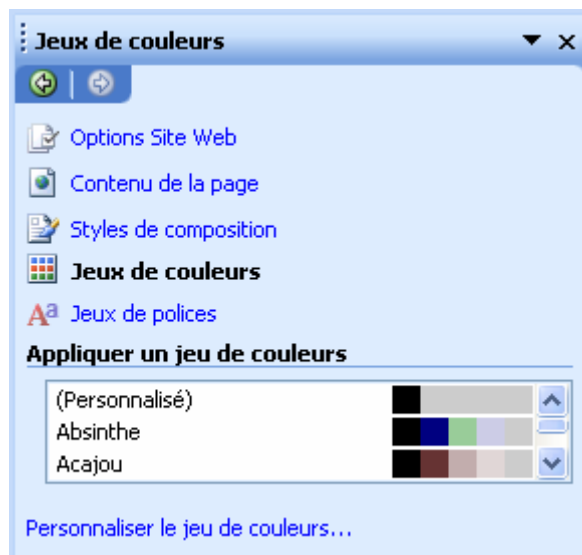 Jeux de couleurs
Options Site Web
Contenu de la page
Styles de composition
Jeux de couleurs
Jeux de polices
Appliquer un jeu de couleurs
(Personnalisé)
Absinthe
Acajou
Personnaliser le jeu de couleurs...